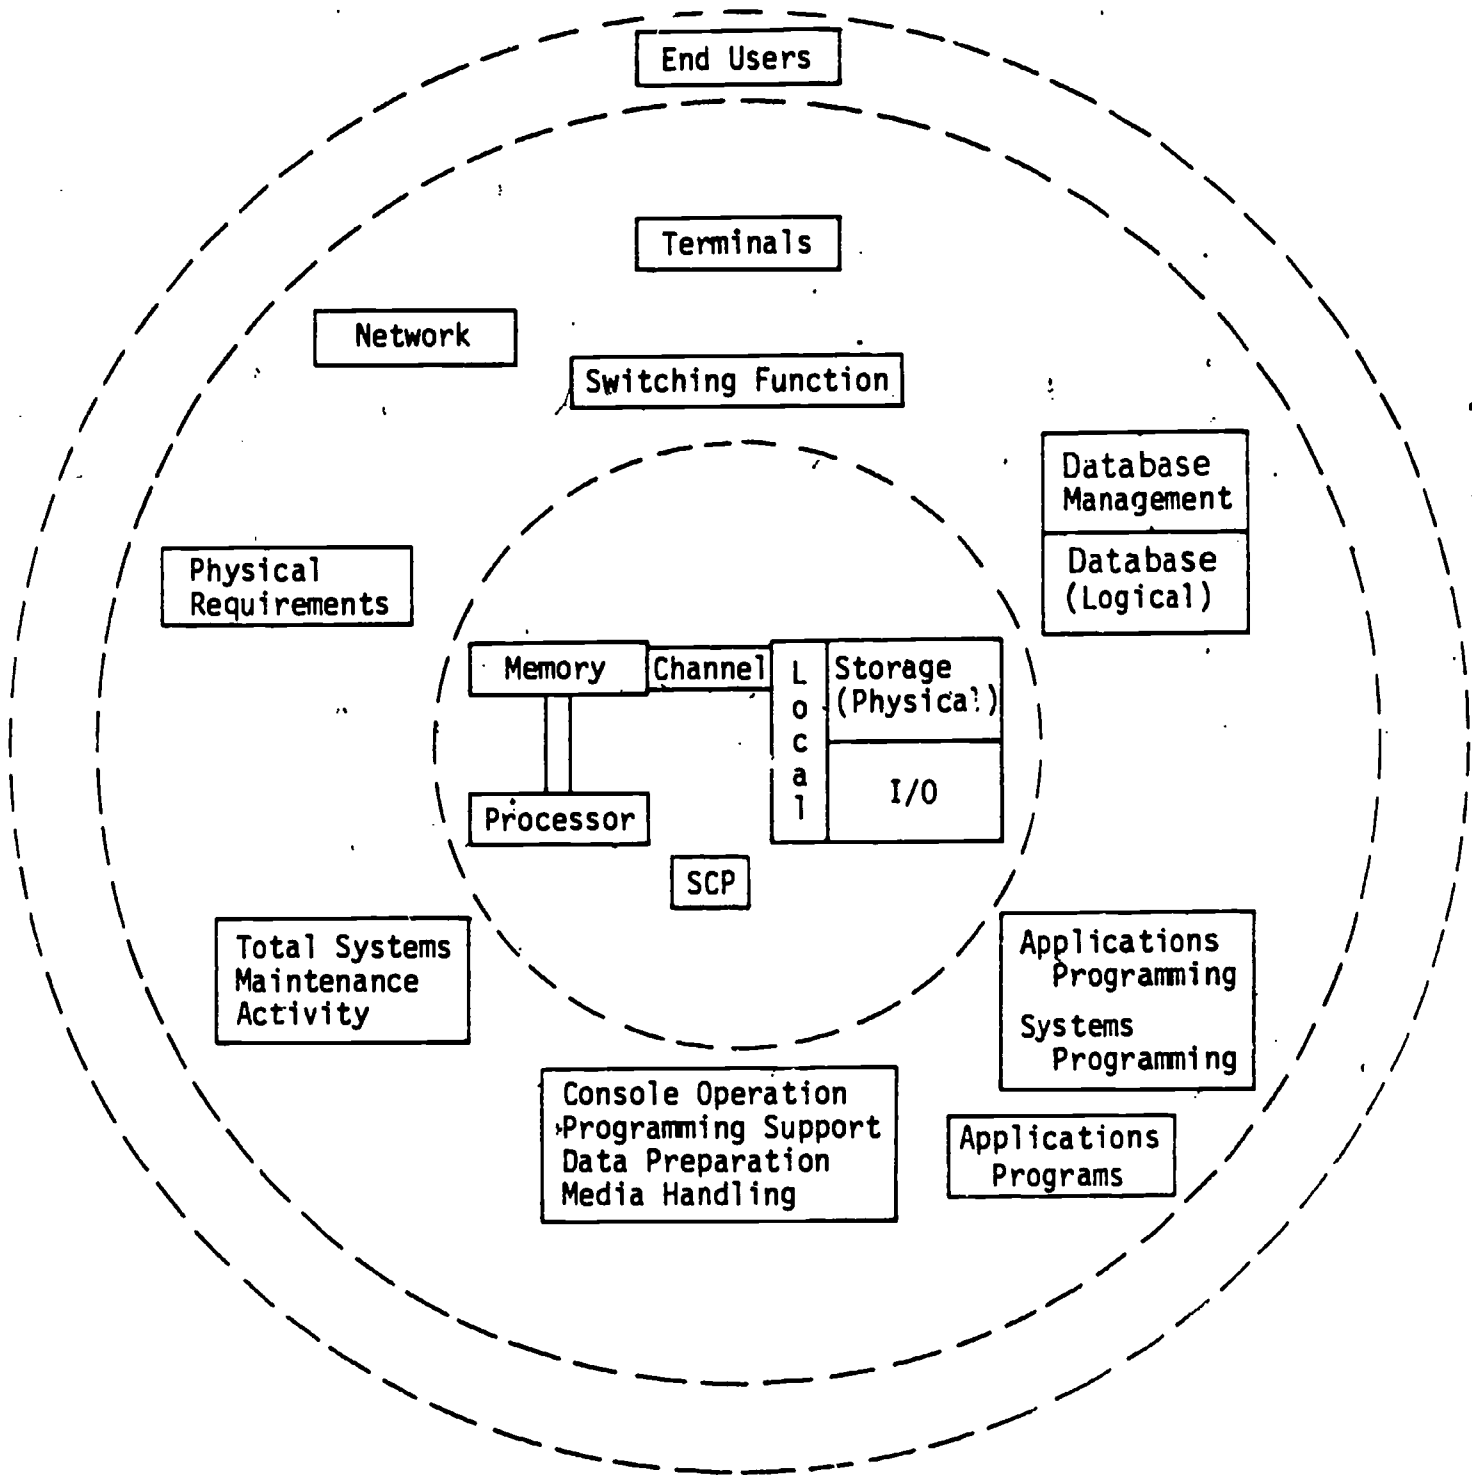 End Users
Terminals
Network
Switching Function
Database
Management
Database
(Logical)
Physical
Requirements
Memory
Channel
Local
Storage
(Physical)
I/O
Processor
SCP
Total Systems
Maintenance
Activity
Applications
Programming
Systems
Programming
Console Operation
Programming Support
Data Preparation
Media Handling
Applications
Programs